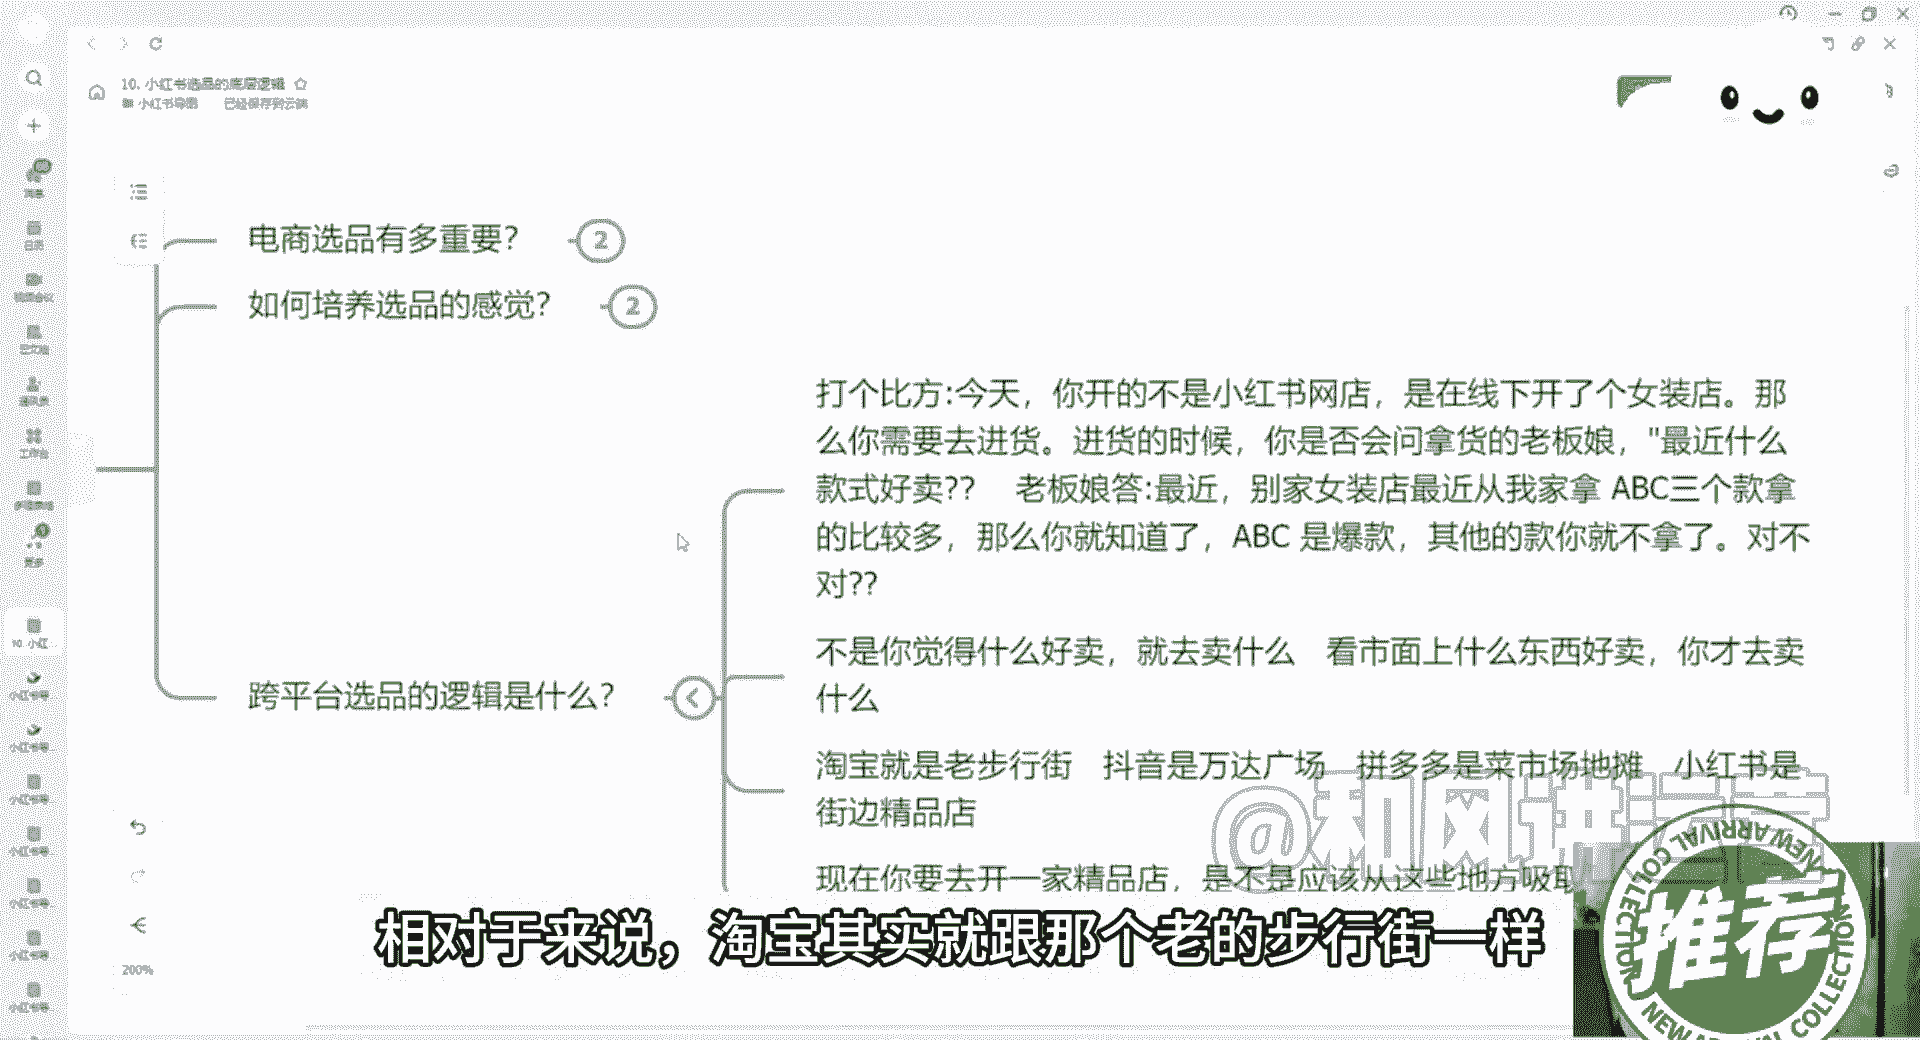 10. 小红书选品的底层逻辑
小红书导图 已经保存到云端
电商选品有多重要?
2
如何培养选品的感觉?
2
跨平台选品的逻辑是什么?
打个比方:今天，你开的不是小红书网店，是在线下开了个女装店。那
么你需要去进货。进货的时候，你是否会问拿货的老板娘，"最近什么
款式好卖?? 老板娘答:最近，别家女装店最近从我家拿 ABC三个款拿
的比较多，那么你就知道了，ABC 是爆款，其他的款你就不拿了。对不
对??
不是你觉得什么好卖，就去卖什么 看市面上什么东西好卖，你才去卖
什么
淘宝就是老步行街 抖音是万达广场 拼多多是菜市场地摊 小红书是
街边精品店
现在你要去开一家精品店，是不是应该从这些地方吸取
@和风讲运营
相对于来说，淘宝其实就跟那个老的步行街一样
NEW ARRIVAL COLLECTION
推荐
NEW ARRIVAL COLLECTION
工作台
10. 小红
200%